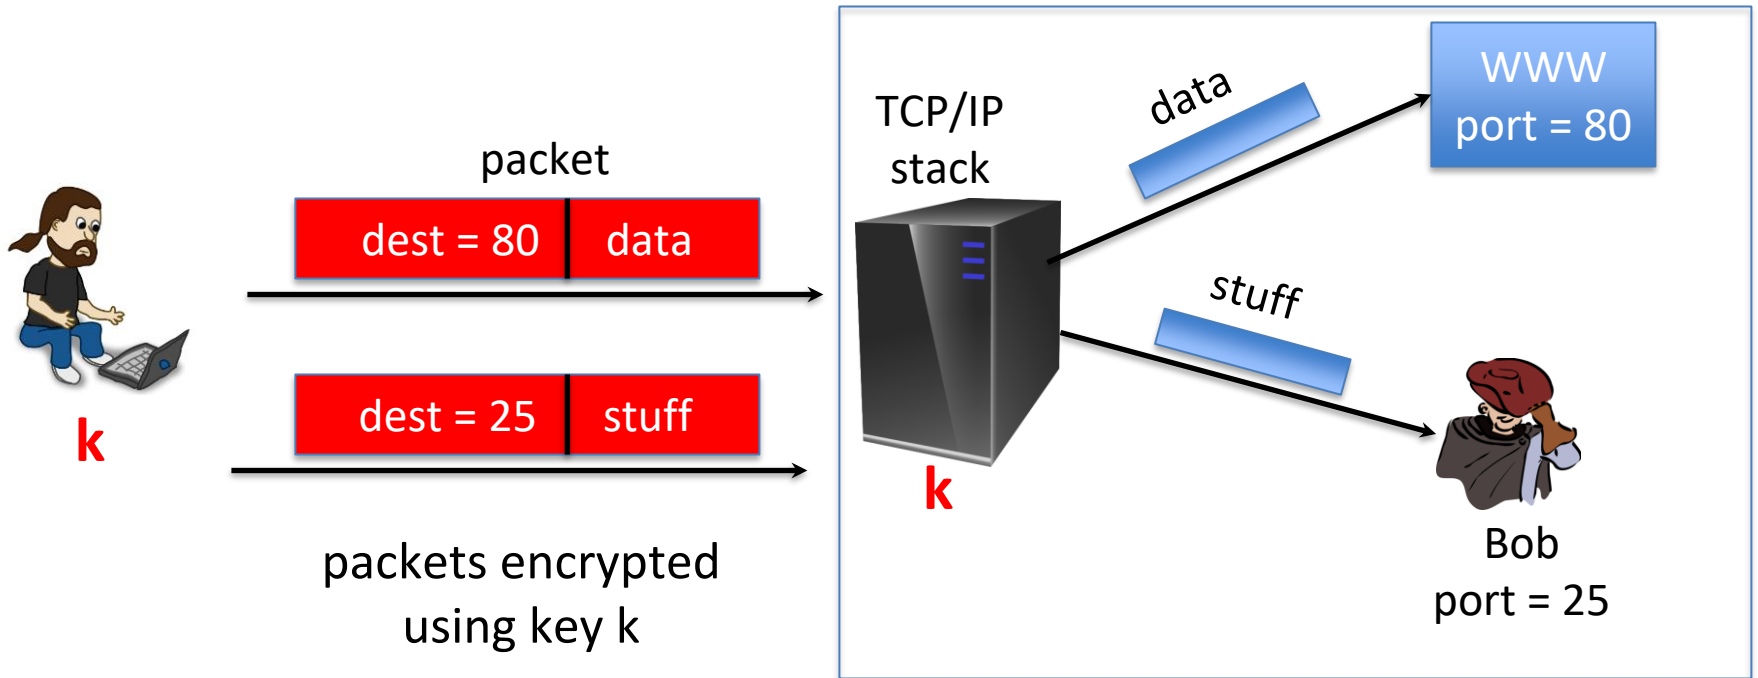 packet
dest = 80 data
k
dest = 25 stuff
packets encrypted
using key k
TCP/IP
stack
k
data
stuff
WWW
port = 80
Bob
port = 25